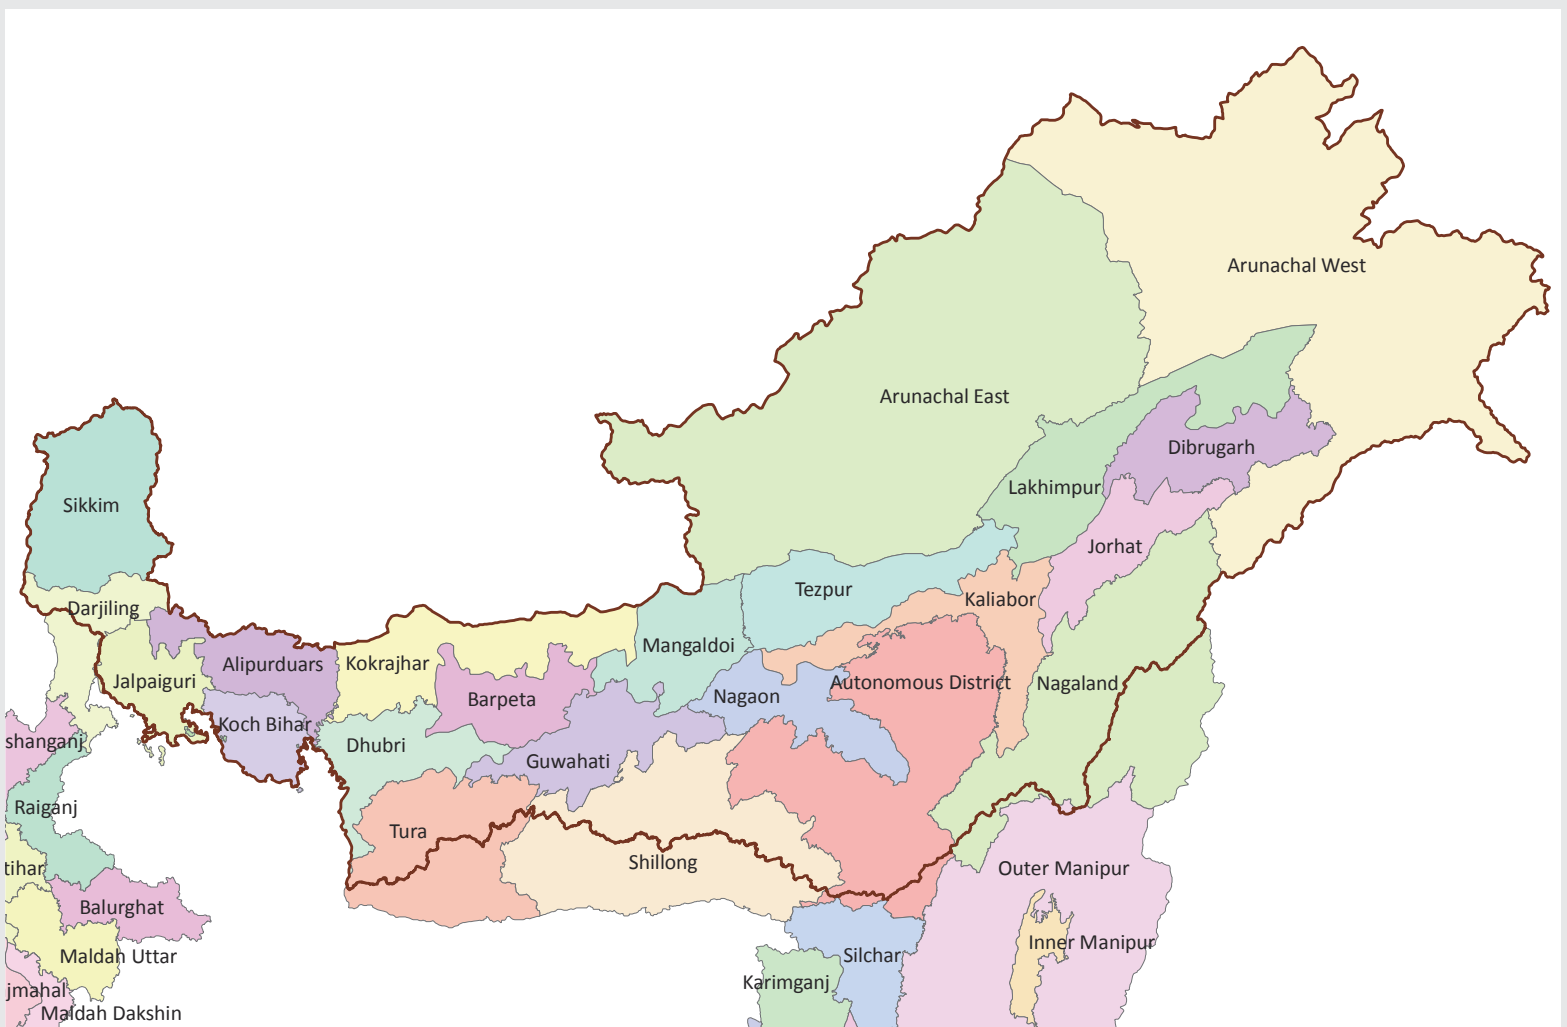 Arunachal West
Arunachal East
Dibrugarh
Lakhimpur
Sikkim
Jorhat
Tezpur
Kaliabor
Darjiling
Mangaldoi
Alipurduars
Kokrajhar
Jalpaiguri
Autonomous District
Nagaland
Nagaon
Barpeta
Koch Bihar
shanganj
Dhubri
Guwahati
Raiganj
Tura
Shillong
tihar
Outer Manipur
Balurghat
Inner Manipur
Maldah Uttar
Silchar
Karimganj
jmahal
Maldah Dakshin